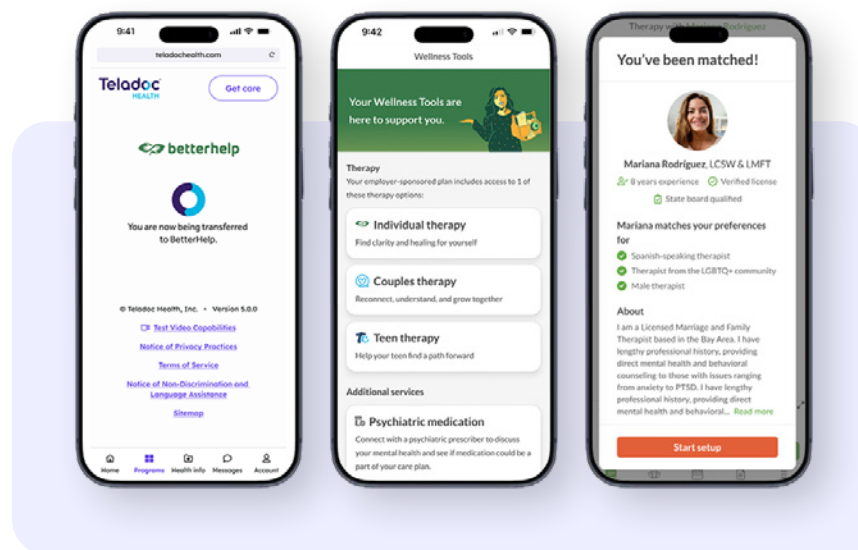 9:41
teladochealth.com
Teladoc
HEALTH
Get care
betterhelp
You are now being transferred
to BetterHelp.
© Teladoc Health, Inc. • Version 5.0.0
Test Video Capabilities
Notice of Privacy Practices
Terms of Service
Notice of Non-Discrimination and
Language Assistance
Sitemap
Home Programs Health info Messages Account
9:42
Wellness Tools
Your Wellness Tools are
here to support you.
Therapy
Your employer-sponsored plan includes access to 1 of
these therapy options:
Individual therapy
Find clarity and healing for yourself
Couples therapy
Reconnect, understand, and grow together
Teen therapy
Help your teen find a path forward
Additional services
Psychiatric medication
Connect with a psychiatric prescriber to discuss
your mental health and see if medication could be a
part of your care plan.
Therapy with Mariana Rodriguez
You've been matched!
Mariana Rodríguez, LCSW & LMFT
8 years experience Verified license
State board qualified
Mariana matches your preferences
for
Spanish-speaking therapist
Therapist from the LGBTQ+ community
Male therapist
About
I am a Licensed Marriage and Family
Therapist based in the Bay Area. I have
lengthy professional history, providing
direct mental health and behavioral
counseling to those with issues ranging
from anxiety to PTSD. I have lengthy
professional history, providing direct
mental health and behavioral... Read more
Start setup